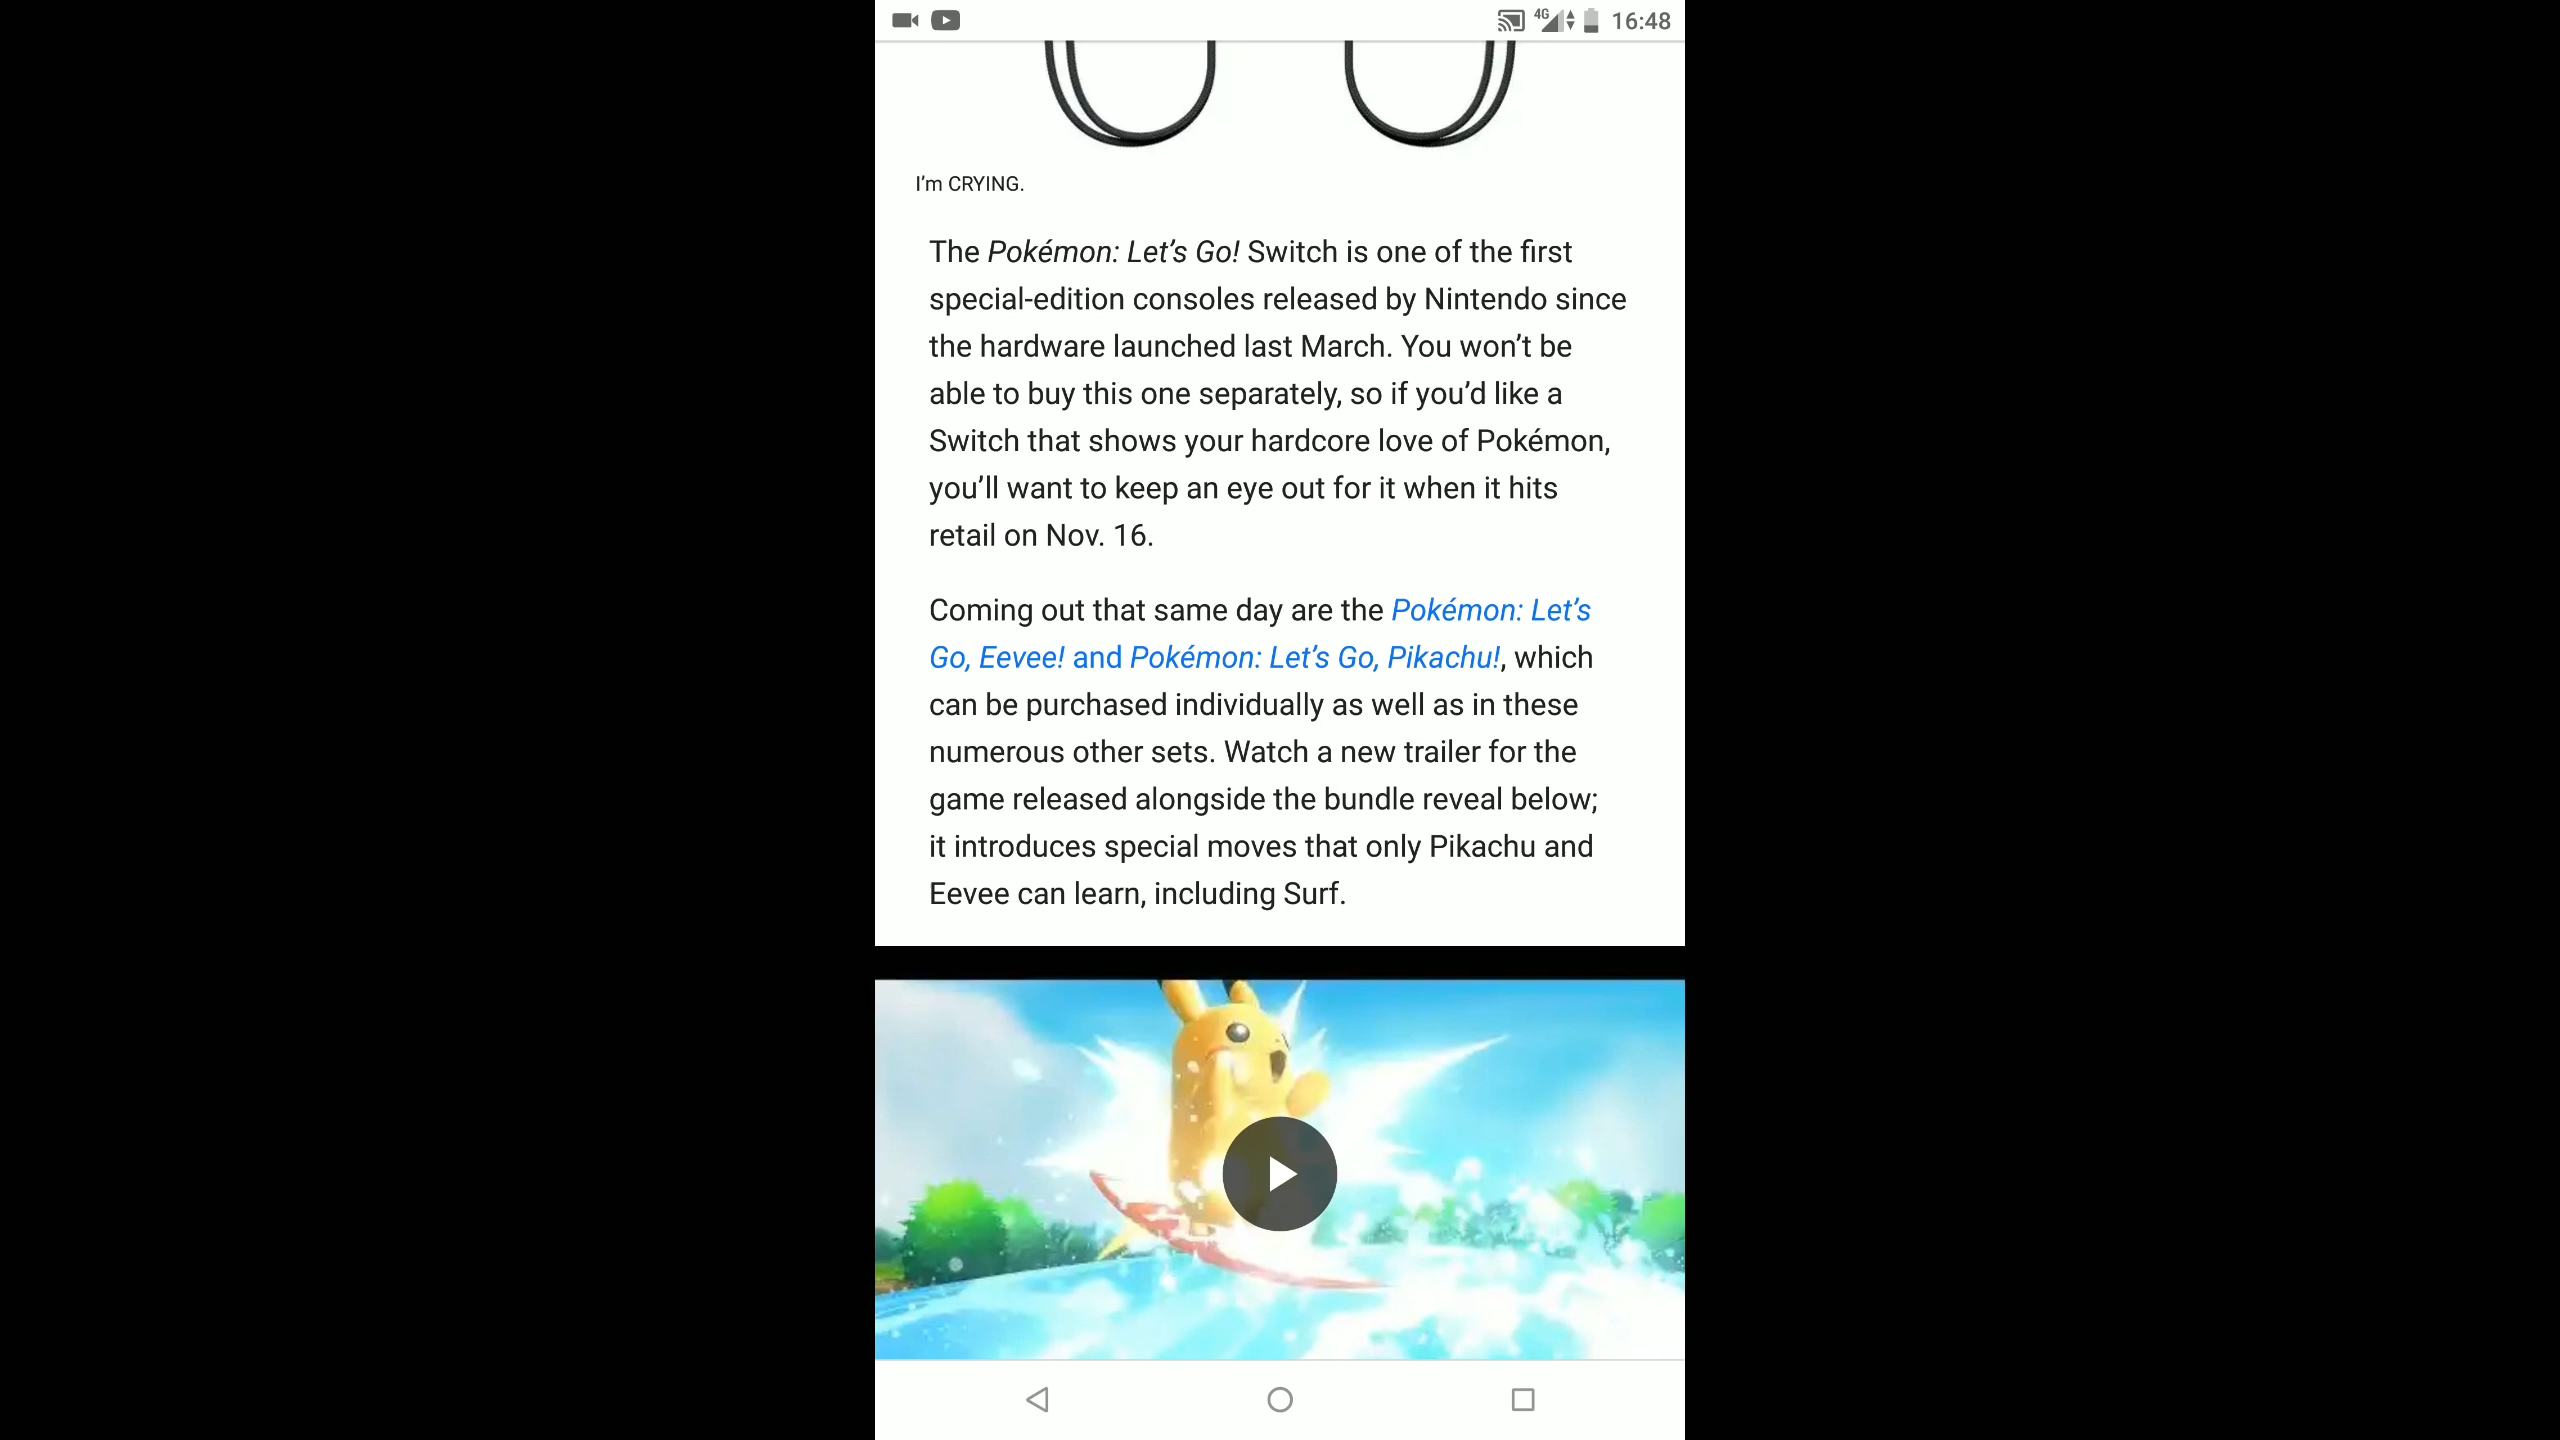 4G 16:48
I’m CRYING.
The Pokémon: Let’s Go! Switch is one of the first
special-edition consoles released by Nintendo since
the hardware launched last March. You won’t be
able to buy this one separately, so if you’d like a
Switch that shows your hardcore love of Pokémon,
you’ll want to keep an eye out for it when it hits
retail on Nov. 16.
Coming out that same day are the Pokémon: Let’s
Go, Eevee! and Pokémon: Let’s Go, Pikachu!, which
can be purchased individually as well as in these
numerous other sets. Watch a new trailer for the
game released alongside the bundle reveal below;
it introduces special moves that only Pikachu and
Eevee can learn, including Surf.